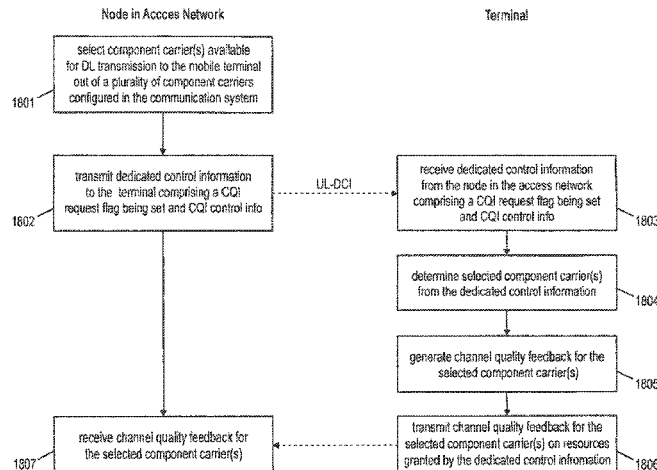 Node in Acccess Network
Terminal
select component carrier(s) available
for DL transmission to the mobile terminal
out of a plurality of component carriers
configured in the communication system
1801
transmit dedicated control information
to the terminal comprising a CQI
request flag being set and CQI control info
1802
UL-DCI
receive dedicated control information
from the node in the access network
comprising a CQI request flag being set
and CQI control info
1803
determine selected component carrier(s)
from the dedicated control information
1804
generate channel quality feedback for the
selected component carrier(s)
1805
transmit channel quality feedback for the
selected component carrier(s) on resources
granted by the dedicated control infromation
1806
receive channel quality feedback for
the selected component carrier(s)
1807